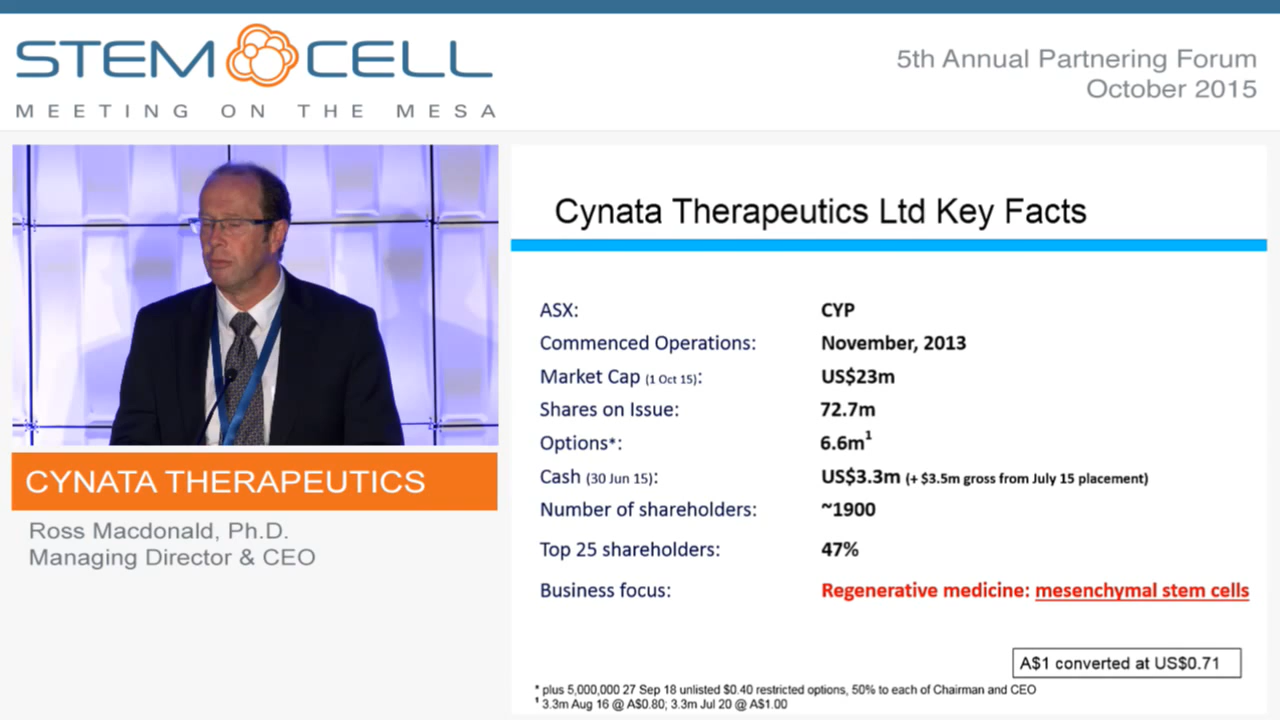 STEM CELL
MEETING ON THE MESA
5th Annual Partnering Forum
October 2015
CYNATA THERAPEUTICS
Ross Macdonald, Ph.D.
Managing Director & CEO
Cynata Therapeutics Ltd Key Facts
ASX: CYP
Commenced Operations: November, 2013
Market Cap (1 Oct 15): US$23m
Shares on Issue: 72.7m
Options*: 6.6m¹
Cash (30 Jun 15): US$3.3m (+ $3.5m gross from July 15 placement)
Number of shareholders: ~1900
Top 25 shareholders: 47%
Business focus: Regenerative medicine: mesenchymal stem cells
A$1 converted at US$0.71
* plus 5,000,000 27 Sep 18 unlisted $0.40 restricted options, 50% to each of Chairman and CEO
¹ 3.3m Aug 16 @ A$0.80; 3.3m Jul 20 @ A$1.00